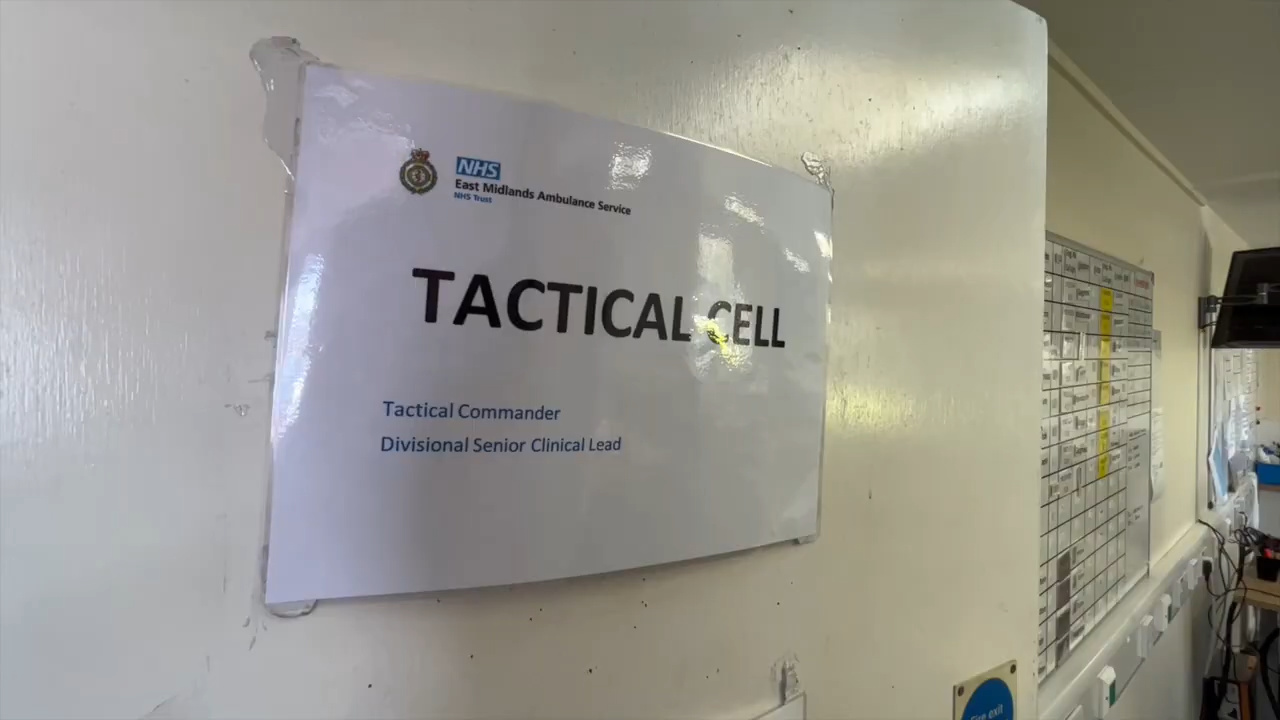 NHS
East Midlands Ambulance Service
NHS Trust
TACTICAL CELL
Tactical Commander
Divisional Senior Clinical Lead
Fire exit